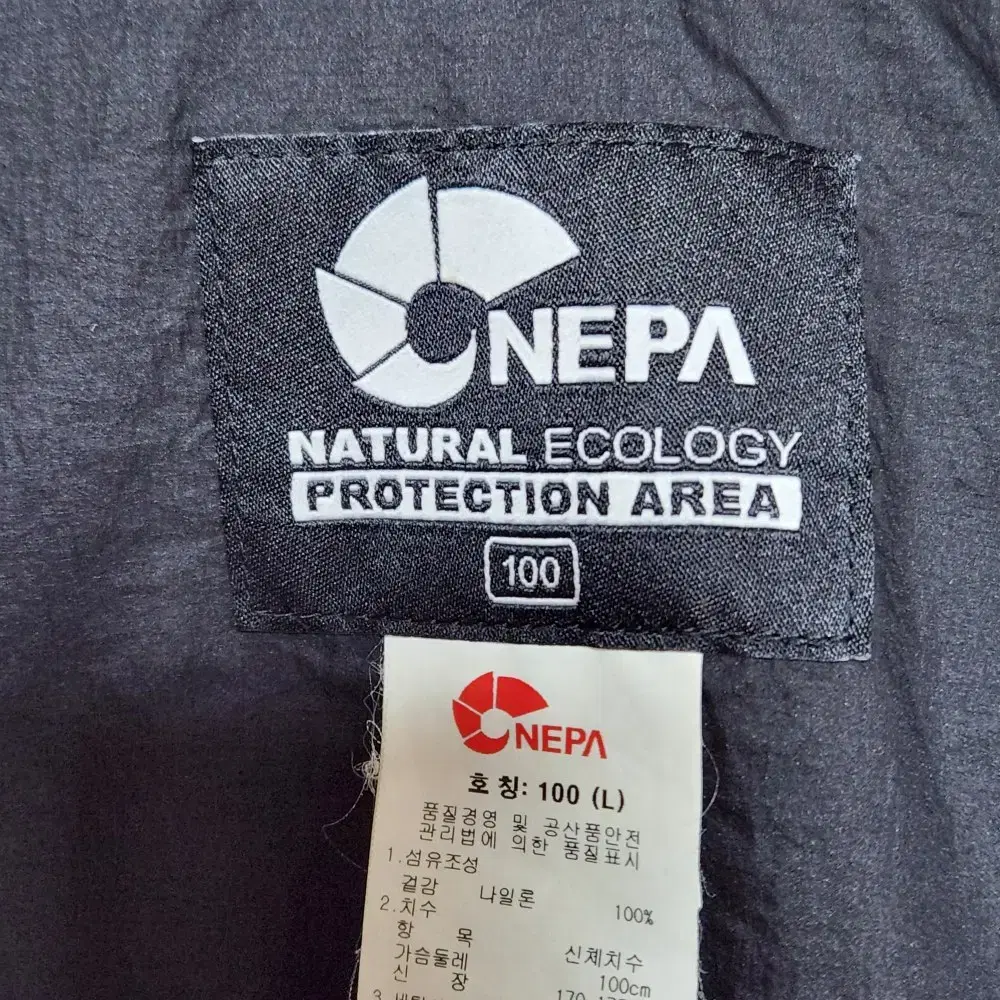 NEPA
NATURAL ECOLOGY
PROTECTION AREA
100
NEPA
호 칭: 100 (L)
품질경영 및 공산품안전
관리법에 의한 품질표시
1.섬유조성
겉감 나일론 100%
2.치수
항 목 신체치수
가슴둘레 100cm
신 장
3.